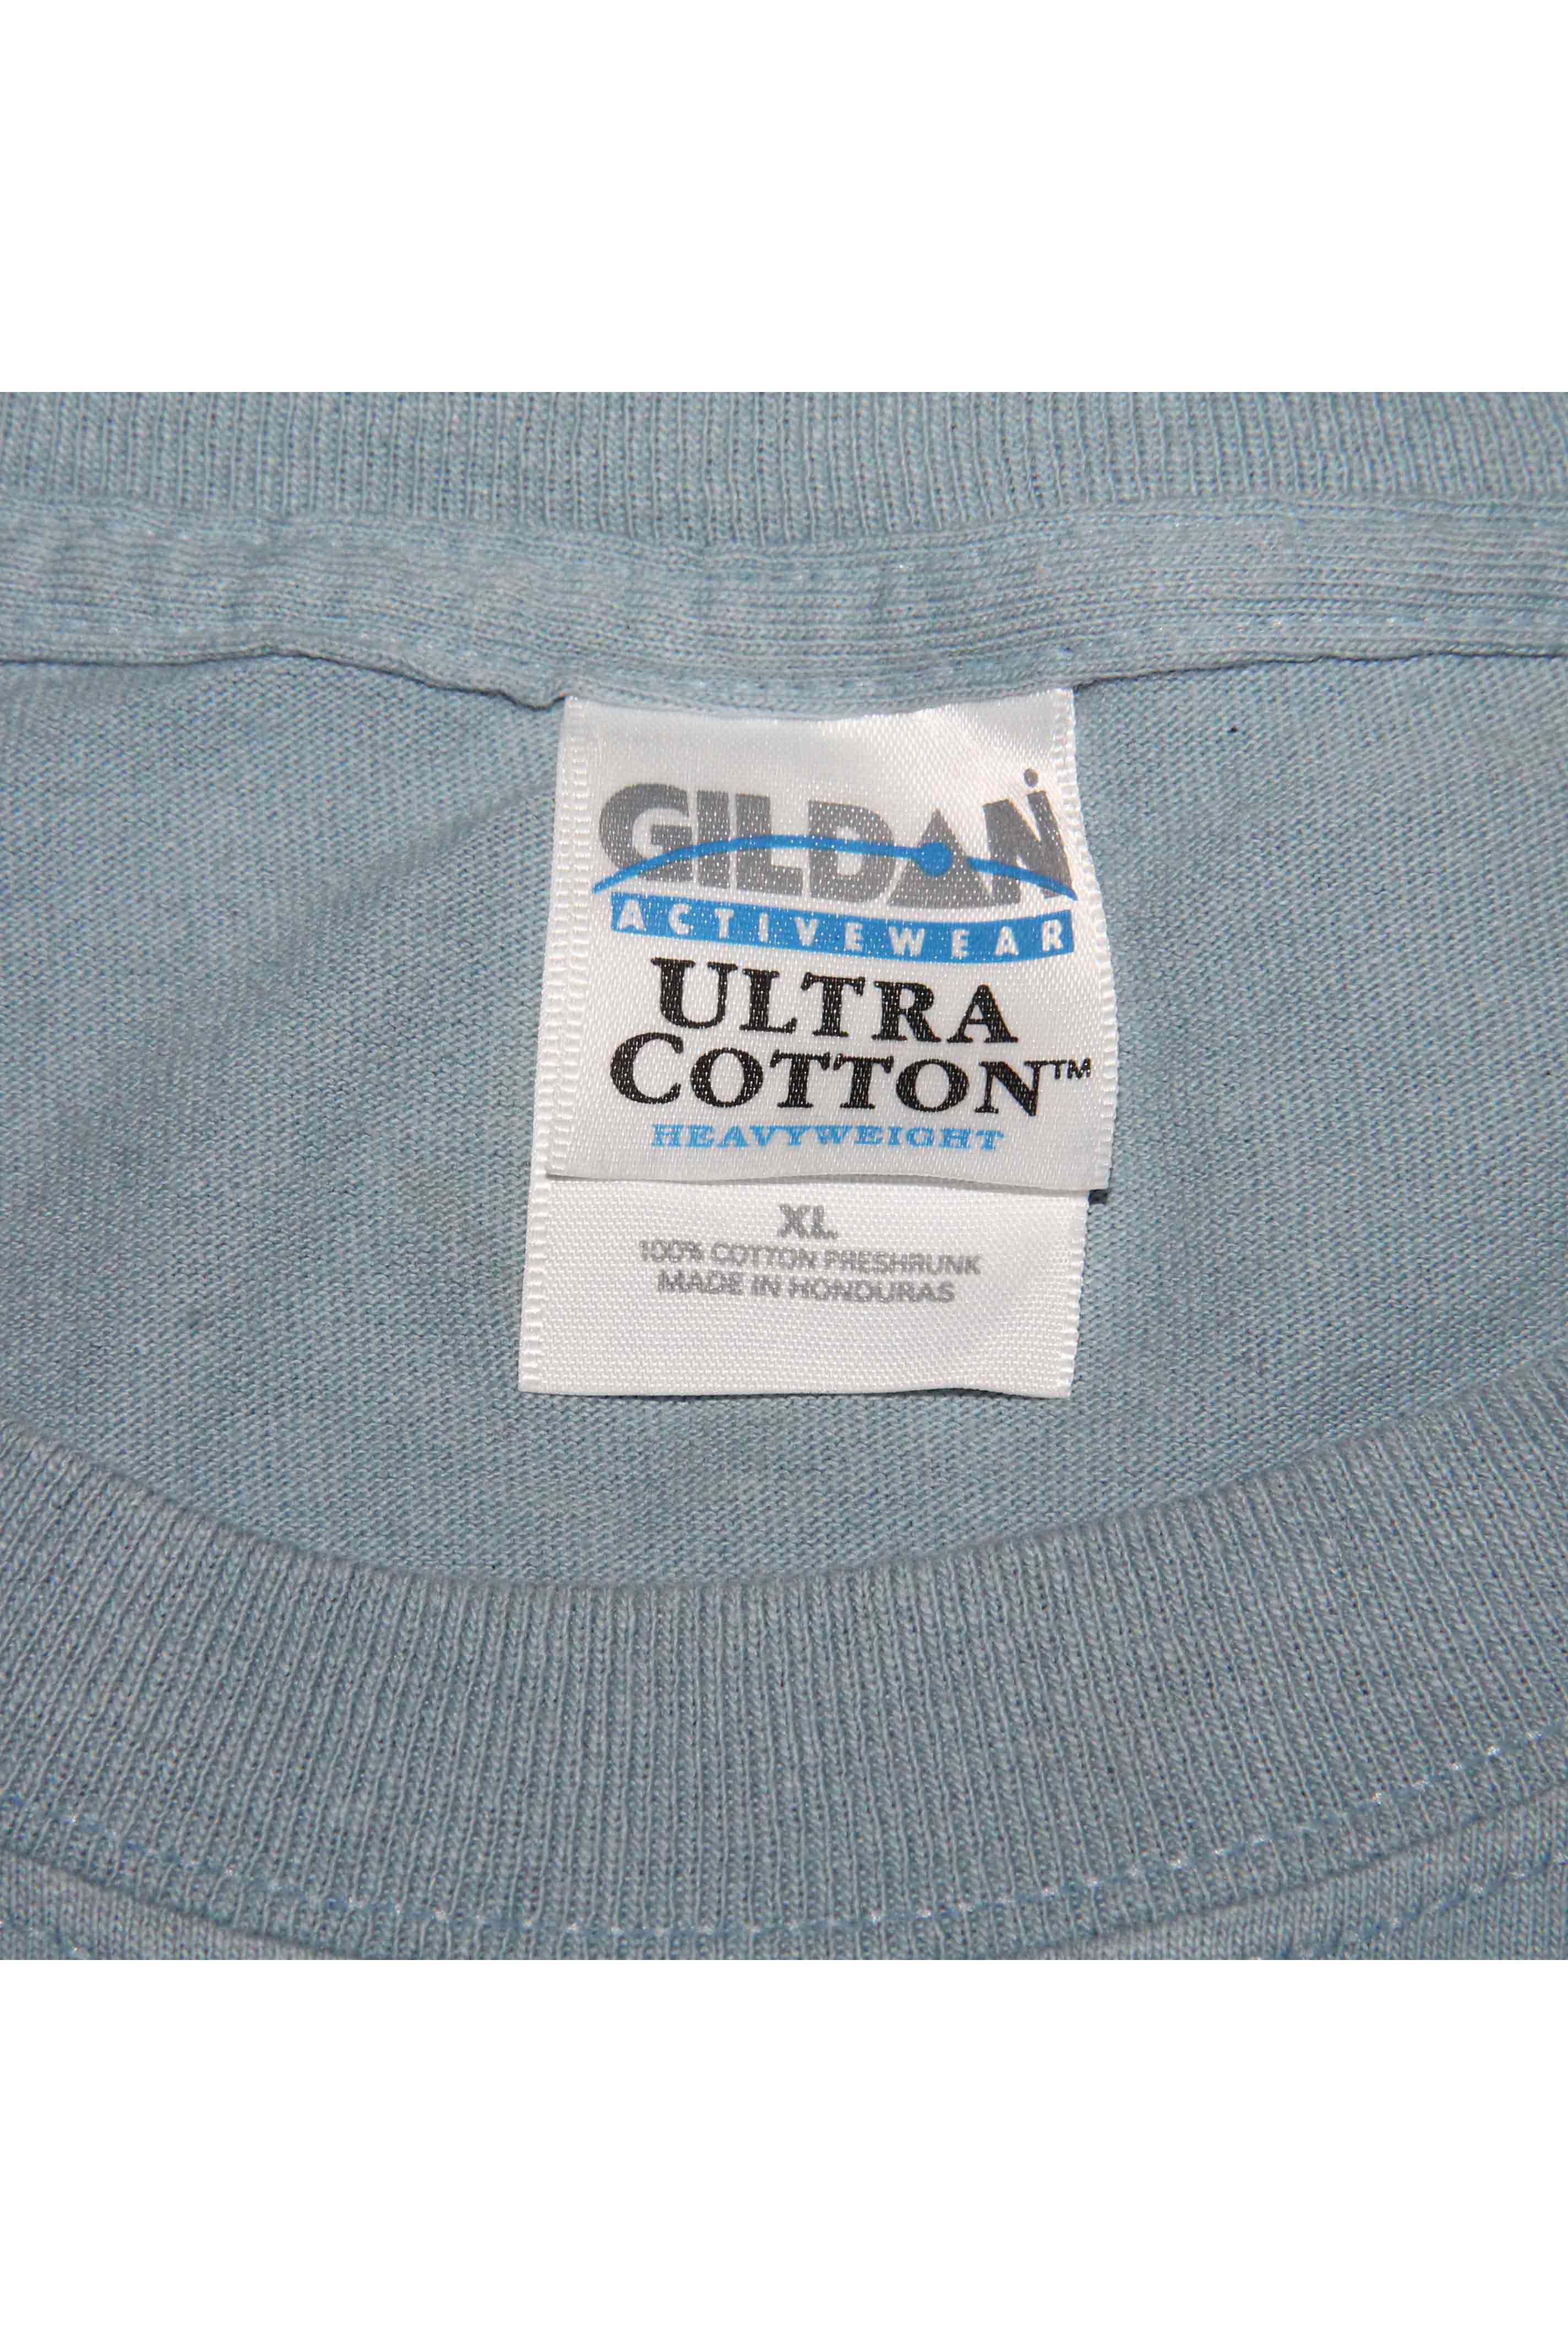 GILDAN
ACTIVEWEAR
ULTRA
COTTON™
HEAVYWEIGHT
XL
100% COTTON PRESHRUNK
MADE IN HONDURAS